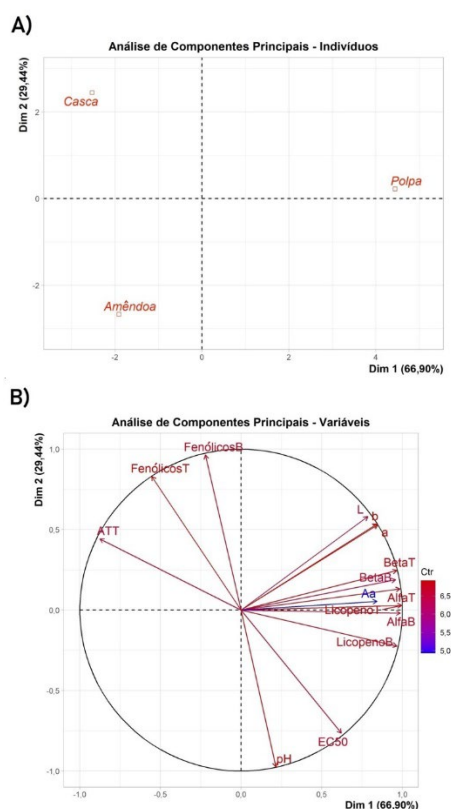 A)
Análise de Componentes Principais - Indivíduos
Dim 2 (29,44%)
2
0
-2
Casca
Polpa
Amêndoa
-2
0
2
4
Dim 1 (66,90%)
B)
Análise de Componentes Principais - Variáveis
Dim 2 (29,44%)
1,0
0,5
0,0
-0,5
-1,0
FenólicosB
FenólicosT
ATT
L
b
a
BetaT
BetaB
Aa
AlfaT
LicopenoT
AlfaB
LicopenoB
EC50
pH
Ctr
6,5
6,0
5,5
5,0
-1,0
-0,5
0,0
0,5
1,0
Dim 1 (66,90%)